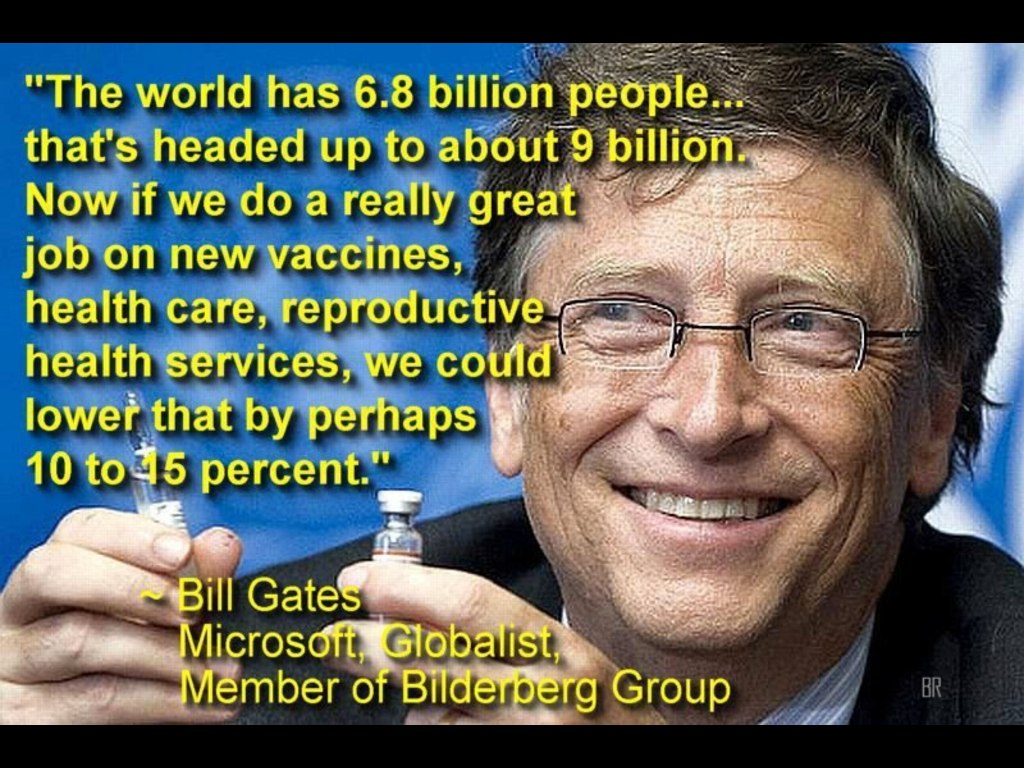 "The world has 6.8 billion people...
that's headed up to about 9 billion.
Now if we do a really great
job on new vaccines,
health care, reproductive
health services, we could
lower that by perhaps
10 to 15 percent."
~ Bill Gates
Microsoft, Globalist,
Member of Bilderberg Group
BR